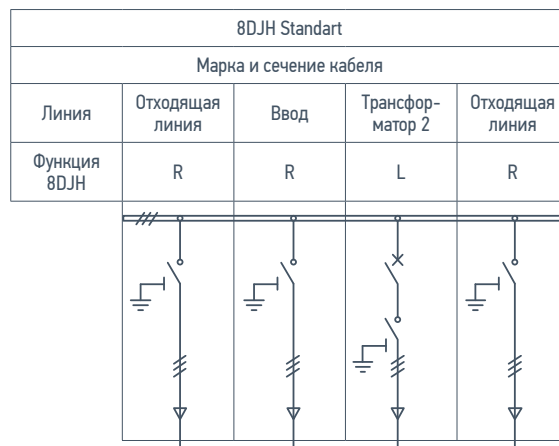 8DJH Standart
Марка и сечение кабеля
Линия
Отходящая
линия
Ввод
Трансфор-
матор 2
Отходящая
линия
Функция
8DJH
R
R
L
R